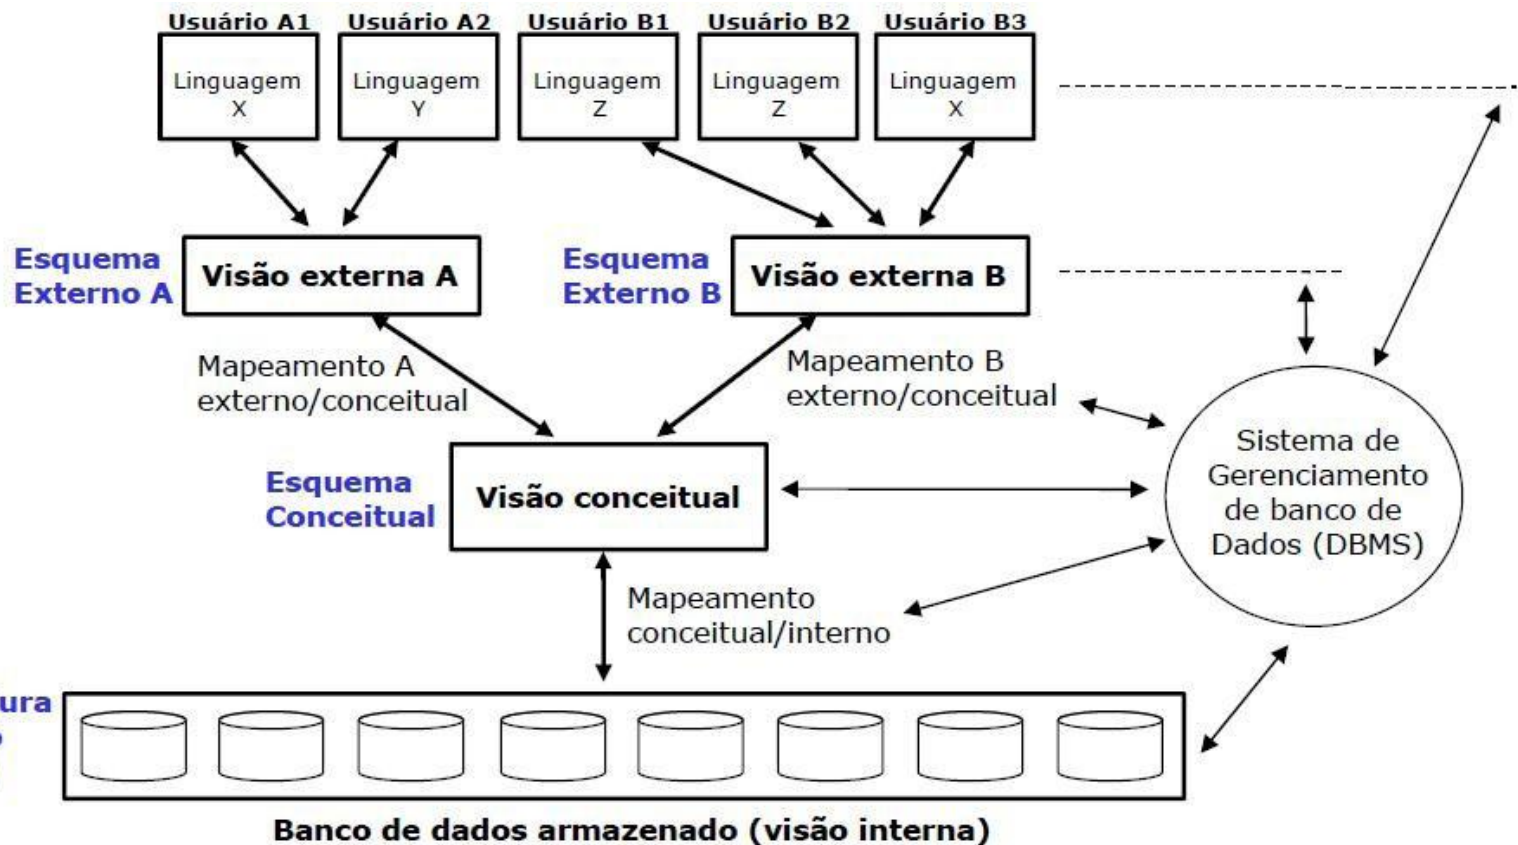 Usuário A1 Usuário A2 Usuário B1 Usuário B2 Usuário B3
Linguagem X
Linguagem Y
Linguagem Z
Linguagem Z
Linguagem X
Esquema
Externo A
Visão externa A
Esquema
Externo B
Visão externa B
Mapeamento A
externo/conceitual
Mapeamento B
externo/conceitual
Esquema
Conceitual
Visão conceitual
Sistema de
Gerenciamento
de banco de
Dados (DBMS)
Mapeamento
conceitual/interno
Banco de dados armazenado (visão interna)